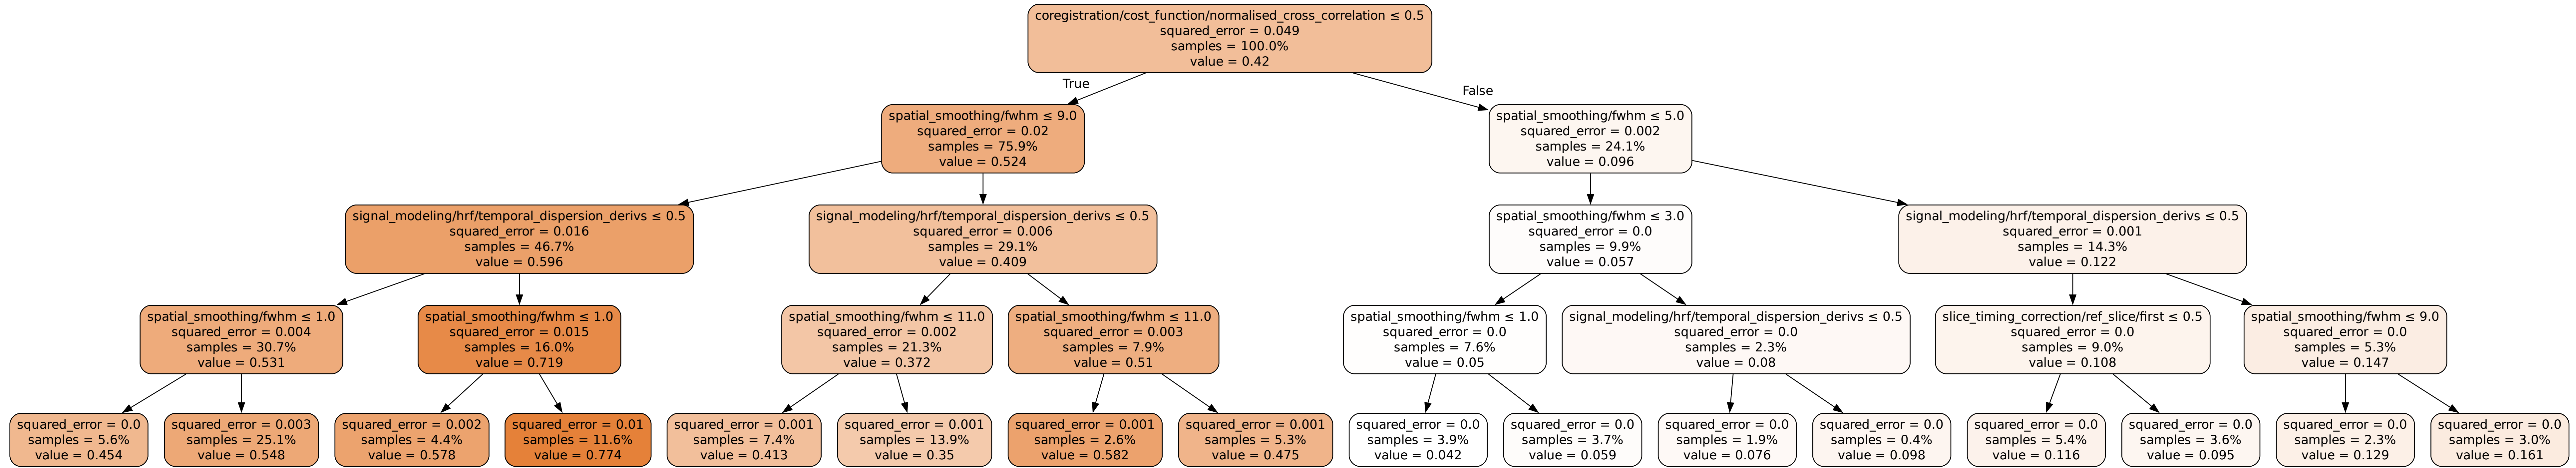 coregistration/cost_function/normalised_cross_correlation ≤ 0.5
squared_error = 0.049
samples = 100.0%
value = 0.42
True
False
spatial_smoothing/fwhm ≤ 9.0
squared_error = 0.02
samples = 75.9%
value = 0.524
spatial_smoothing/fwhm ≤ 5.0
squared_error = 0.002
samples = 24.1%
value = 0.096
signal_modeling/hrf/temporal_dispersion_derivs ≤ 0.5
squared_error = 0.016
samples = 46.7%
value = 0.596
signal_modeling/hrf/temporal_dispersion_derivs ≤ 0.5
squared_error = 0.006
samples = 29.1%
value = 0.409
spatial_smoothing/fwhm ≤ 3.0
squared_error = 0.0
samples = 9.9%
value = 0.057
signal_modeling/hrf/temporal_dispersion_derivs ≤ 0.5
squared_error = 0.001
samples = 14.3%
value = 0.122
spatial_smoothing/fwhm ≤ 1.0
squared_error = 0.004
samples = 30.7%
value = 0.531
spatial_smoothing/fwhm ≤ 1.0
squared_error = 0.015
samples = 16.0%
value = 0.719
spatial_smoothing/fwhm ≤ 11.0
squared_error = 0.002
samples = 21.3%
value = 0.372
spatial_smoothing/fwhm ≤ 11.0
squared_error = 0.003
samples = 7.9%
value = 0.51
spatial_smoothing/fwhm ≤ 1.0
squared_error = 0.0
samples = 7.6%
value = 0.05
signal_modeling/hrf/temporal_dispersion_derivs ≤ 0.5
squared_error = 0.0
samples = 2.3%
value = 0.08
slice_timing_correction/ref_slice/first ≤ 0.5
squared_error = 0.0
samples = 9.0%
value = 0.108
spatial_smoothing/fwhm ≤ 9.0
squared_error = 0.0
samples = 5.3%
value = 0.147
squared_error = 0.0
samples = 5.6%
value = 0.454
squared_error = 0.003
samples = 25.1%
value = 0.548
squared_error = 0.002
samples = 4.4%
value = 0.578
squared_error = 0.01
samples = 11.6%
value = 0.774
squared_error = 0.001
samples = 7.4%
value = 0.413
squared_error = 0.001
samples = 13.9%
value = 0.35
squared_error = 0.001
samples = 2.6%
value = 0.582
squared_error = 0.001
samples = 5.3%
value = 0.475
squared_error = 0.0
samples = 3.9%
value = 0.042
squared_error = 0.0
samples = 3.7%
value = 0.059
squared_error = 0.0
samples = 1.9%
value = 0.076
squared_error = 0.0
samples = 0.4%
value = 0.098
squared_error = 0.0
samples = 5.4%
value = 0.116
squared_error = 0.0
samples = 3.6%
value = 0.095
squared_error = 0.0
samples = 2.3%
value = 0.129
squared_error = 0.0
samples = 3.0%
value = 0.161